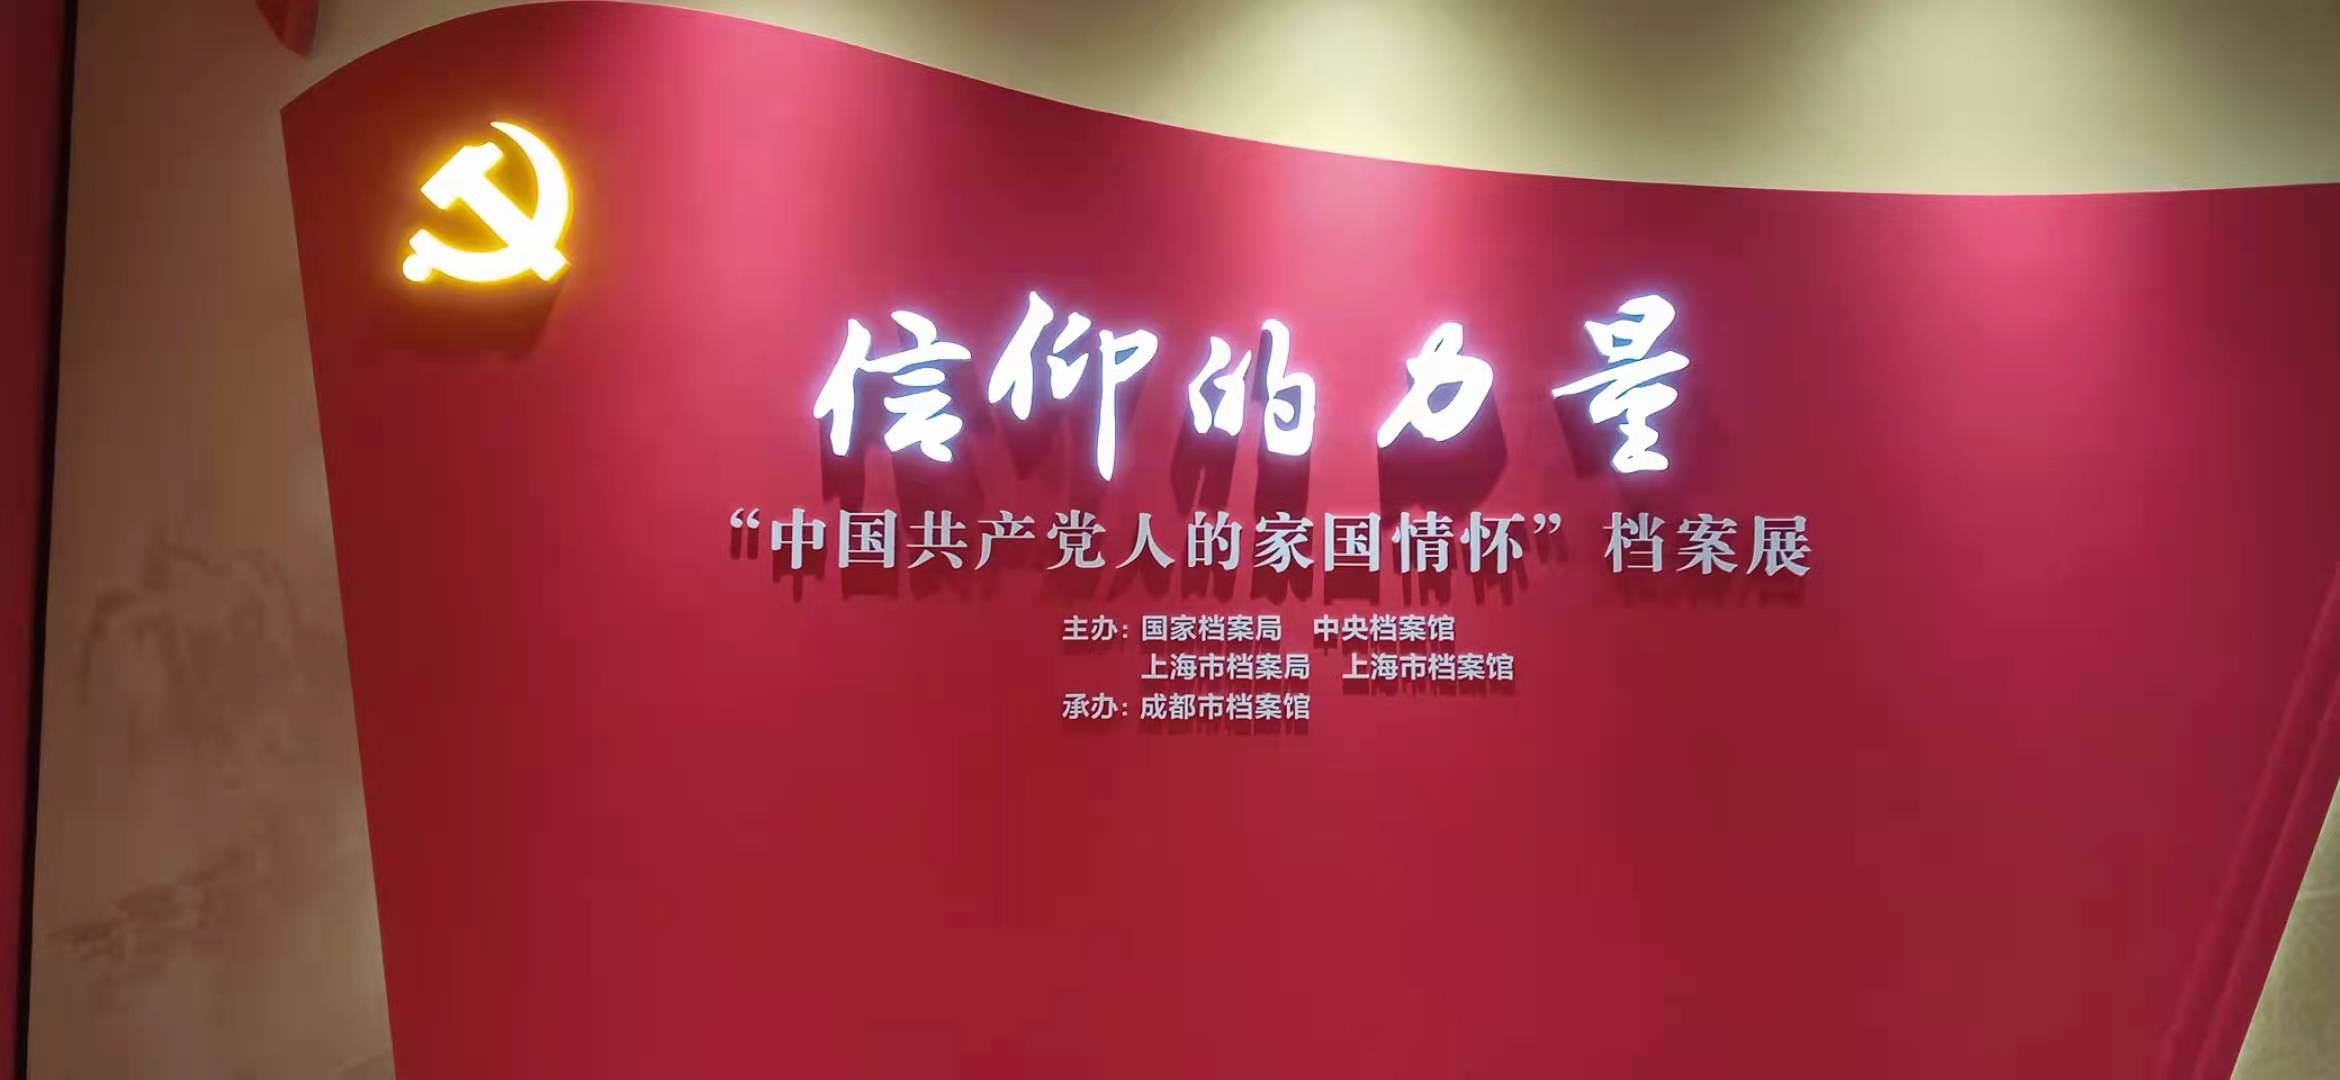 信仰的力量
“中国共产党人的家国情怀”档案展
主办：国家档案局 中央档案馆
上海市档案局 上海市档案馆
承办：成都市档案馆